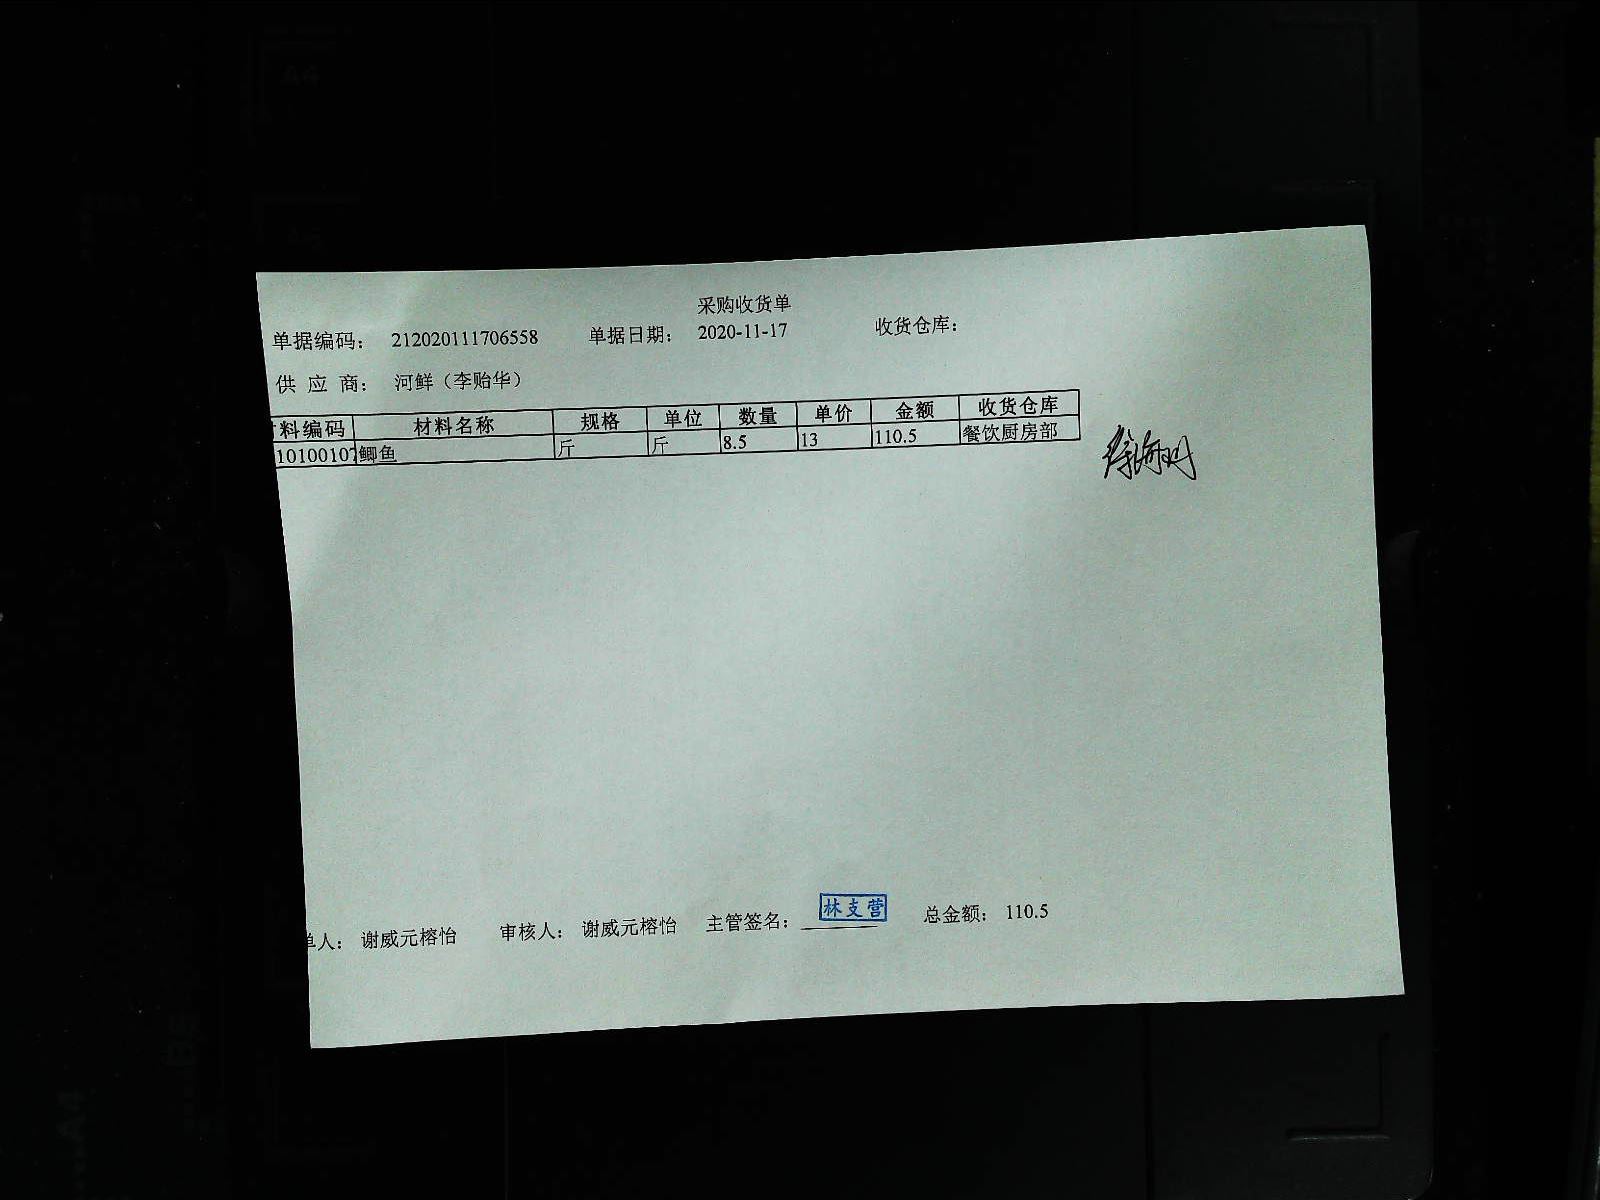 采购收货单
单据编码： 212020111706558 单据日期： 2020-11-17 收货仓库：
供 应 商： 河鲜（李贻华）
料编码 材料名称 规格 单位 数量 单价 金额 收货仓库
1010010 鲫鱼 斤 斤 8.5 13 110.5 餐饮厨房部
单人： 谢威元榕怡 审核人： 谢威元榕怡 主管签名： 林支营 总金额： 110.5